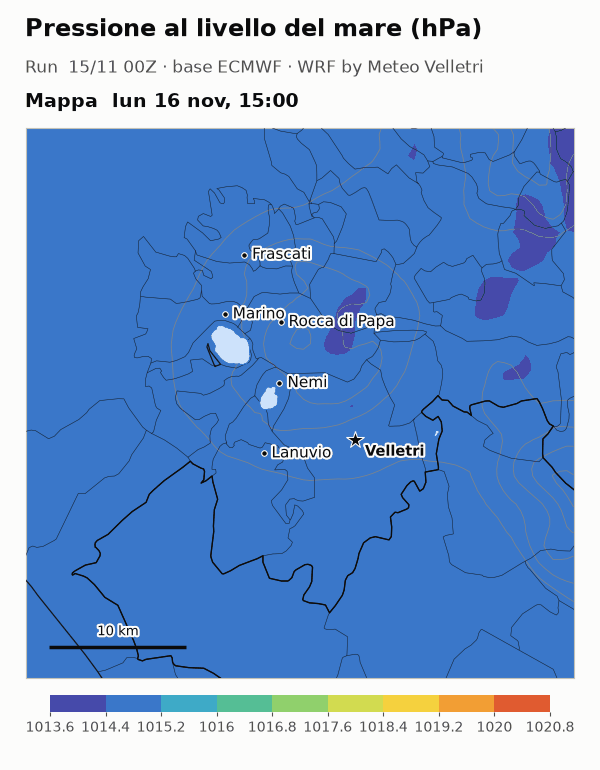 Pressione al livello del mare (hPa)
Run  15/11 00Z · base ECMWF · WRF by Meteo Velletri
Mappa  lun 16 nov, 15:00
Frascati
Marino
Rocca di Papa
Nemi
Velletri
Lanuvio
10 km
1013.6 1014.4 1015.2 1016 1016.8 1017.6 1018.4 1019.2 1020 1020.8